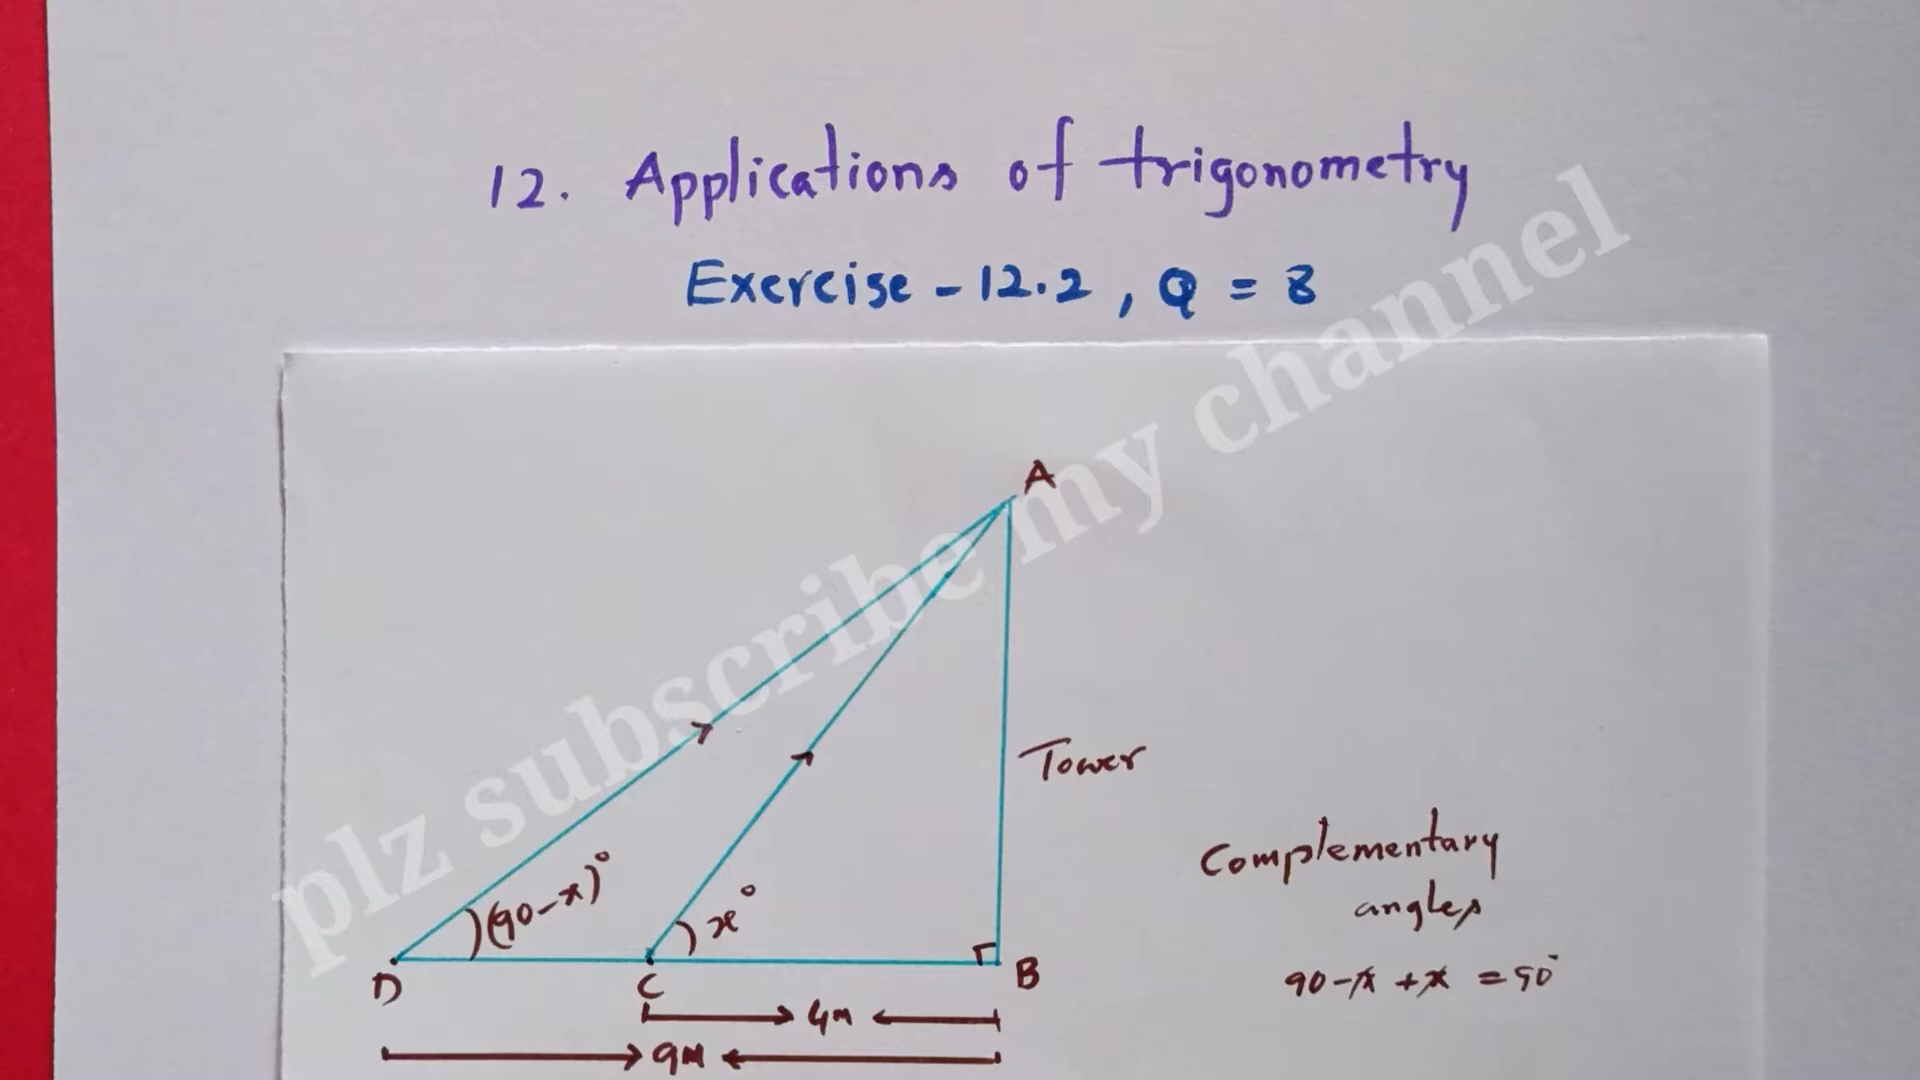 12. Applications of trigonometry
Exercise - 12.2, Q = 8
plz subscribe my channel
A
Tower
Complementary
angles
90-x+x = 90°
(90-x)°
x°
D
C
B
4M
9M